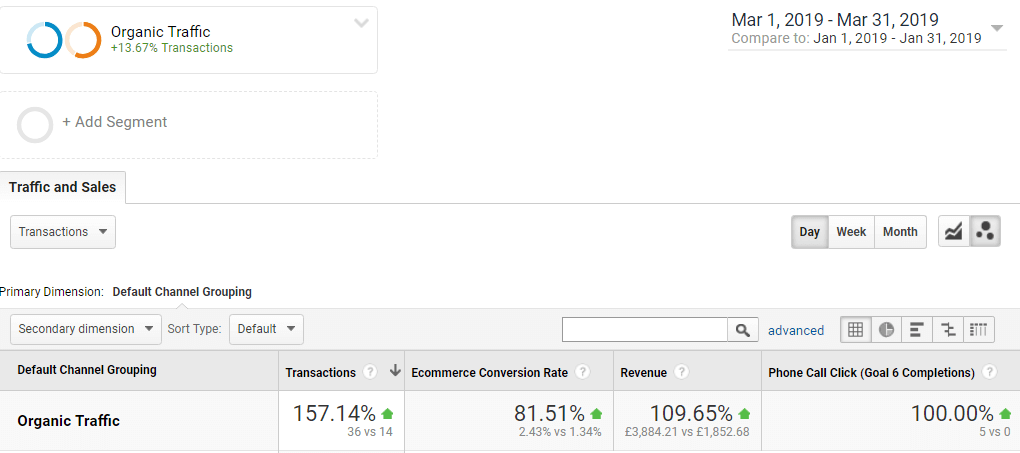 Organic Traffic
+13.67% Transactions
Mar 1, 2019 - Mar 31, 2019
Compare to: Jan 1, 2019 - Jan 31, 2019
+ Add Segment
Traffic and Sales
Transactions
Day Week Month
Primary Dimension: Default Channel Grouping
Secondary dimension Sort Type: Default advanced
Default Channel Grouping Transactions ? Ecommerce Conversion Rate ? Revenue ? Phone Call Click (Goal 6 Completions) ?
Organic Traffic 157.14% 81.51% 109.65% 100.00%
36 vs 14 2.43% vs 1.34% £3,884.21 vs £1,852.68 5 vs 0